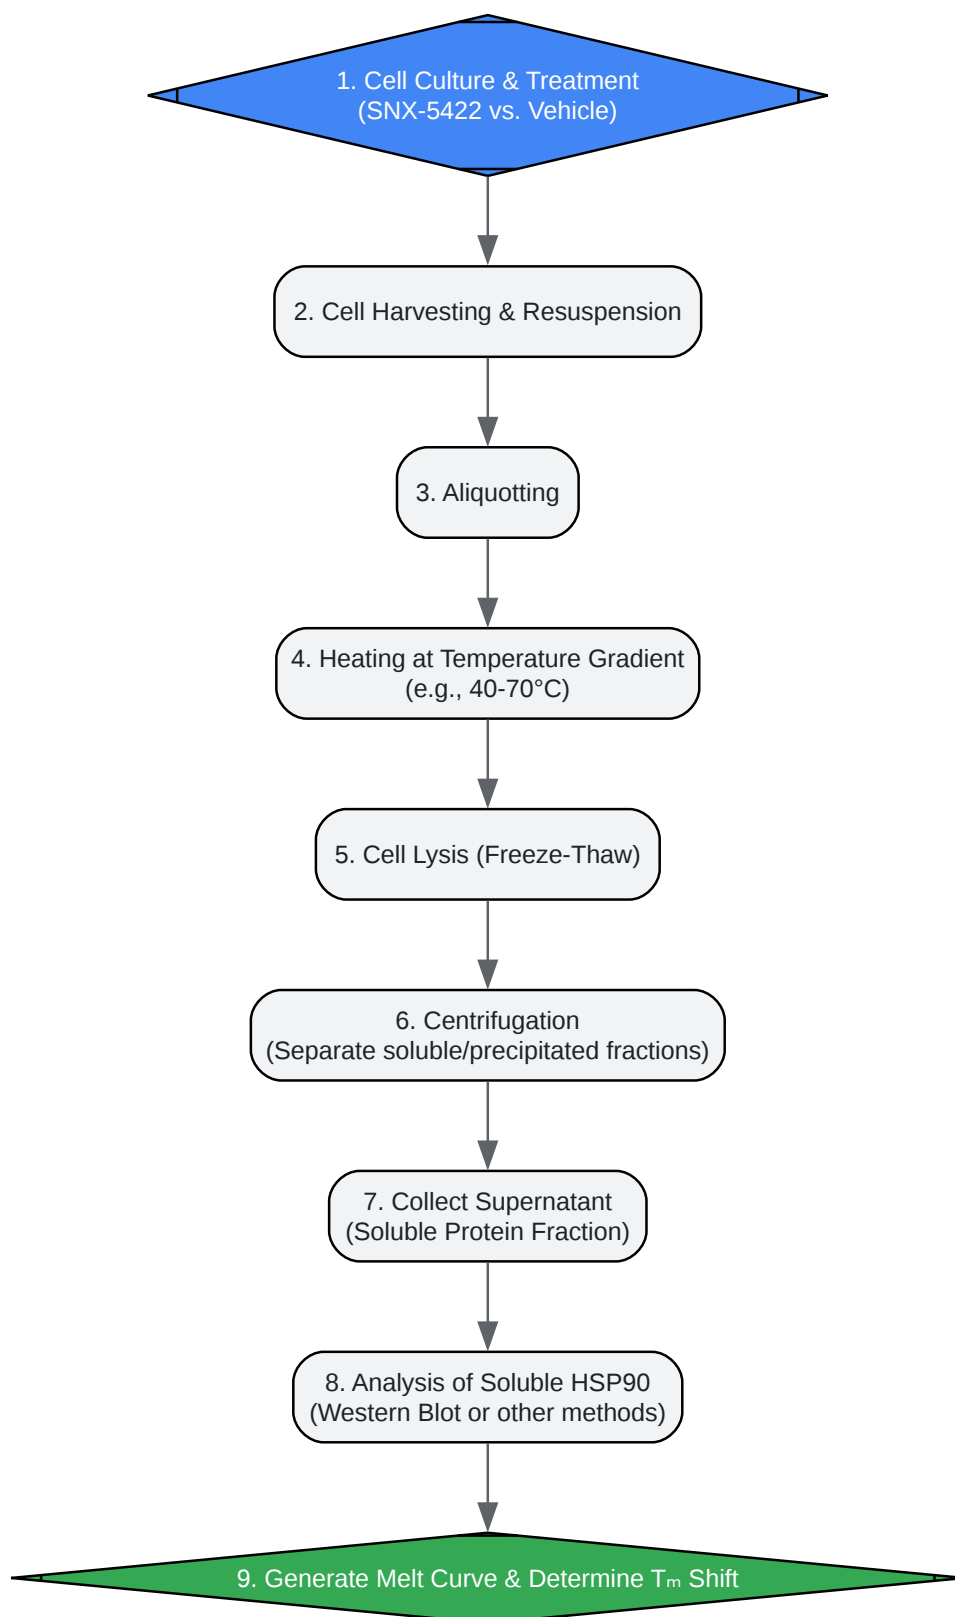 1. Cell Culture & Treatment
(SNX-5422 vs. Vehicle)
2. Cell Harvesting & Resuspension
3. Aliquotting
4. Heating at Temperature Gradient
(e.g., 40-70°C)
5. Cell Lysis (Freeze-Thaw)
6. Centrifugation
(Separate soluble/precipitated fractions)
7. Collect Supernatant
(Soluble Protein Fraction)
8. Analysis of Soluble HSP90
(Western Blot or other methods)
9. Generate Melt Curve & Determine Tₘ Shift